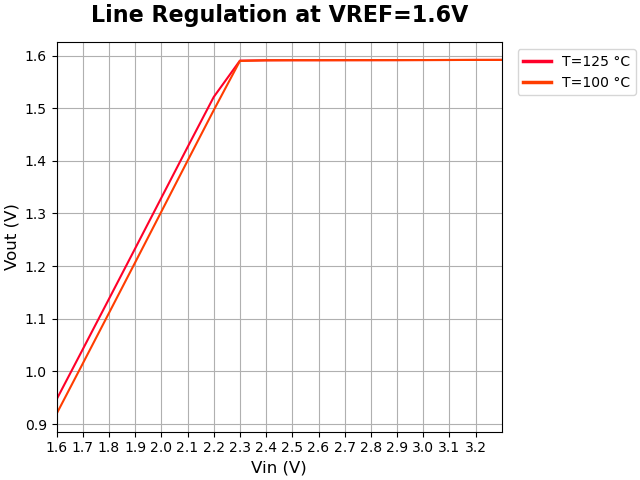 Line Regulation at VREF=1.6V
T=125 °C
T=100 °C
Vout (V)
1.6
1.5
1.4
1.3
1.2
1.1
1.0
0.9
1.6 1.7 1.8 1.9 2.0 2.1 2.2 2.3 2.4 2.5 2.6 2.7 2.8 2.9 3.0 3.1 3.2
Vin (V)